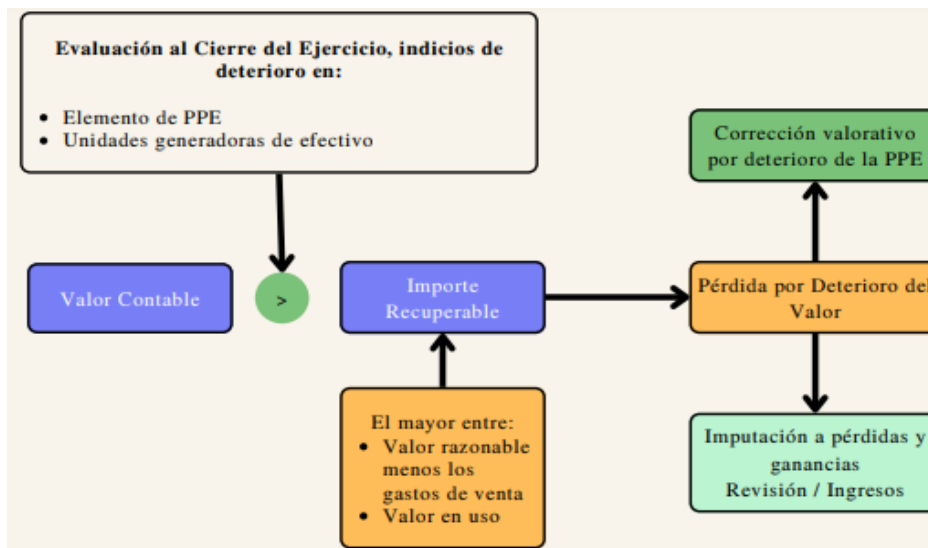 Evaluación al Cierre del Ejercicio, indicios de
deterioro en:
• Elemento de PPE
• Unidades generadoras de efectivo
Corrección valorativo
por deterioro de la PPE
Valor Contable
>
Importe
Recuperable
Pérdida por Deterioro del
Valor
El mayor entre:
• Valor razonable
menos los
gastos de venta
• Valor en uso
Imputación a pérdidas y
ganancias
Revisión / Ingresos